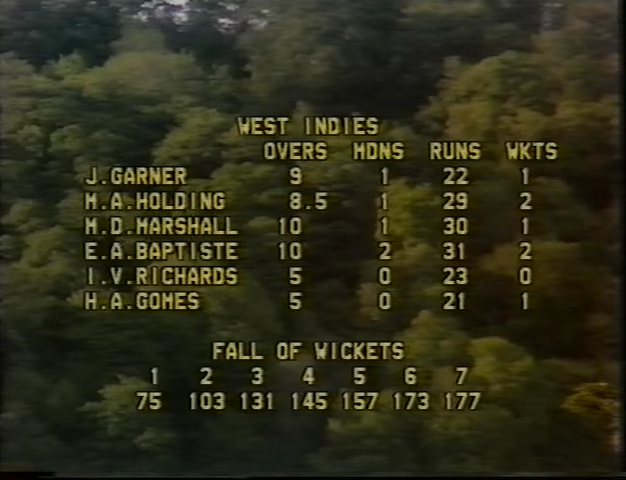 WEST INDIES
OVERS MDNS RUNS WKTS
J.GARNER 9 1 22 1
M.A.HOLDING 8.5 1 29 2
M.D.MARSHALL 10 1 30 1
E.A.BAPTISTE 10 2 31 2
I.V.RICHARDS 5 0 23 0
H.A.GOMES 5 0 21 1
FALL OF WICKETS
1 2 3 4 5 6 7
75 103 131 145 157 173 177